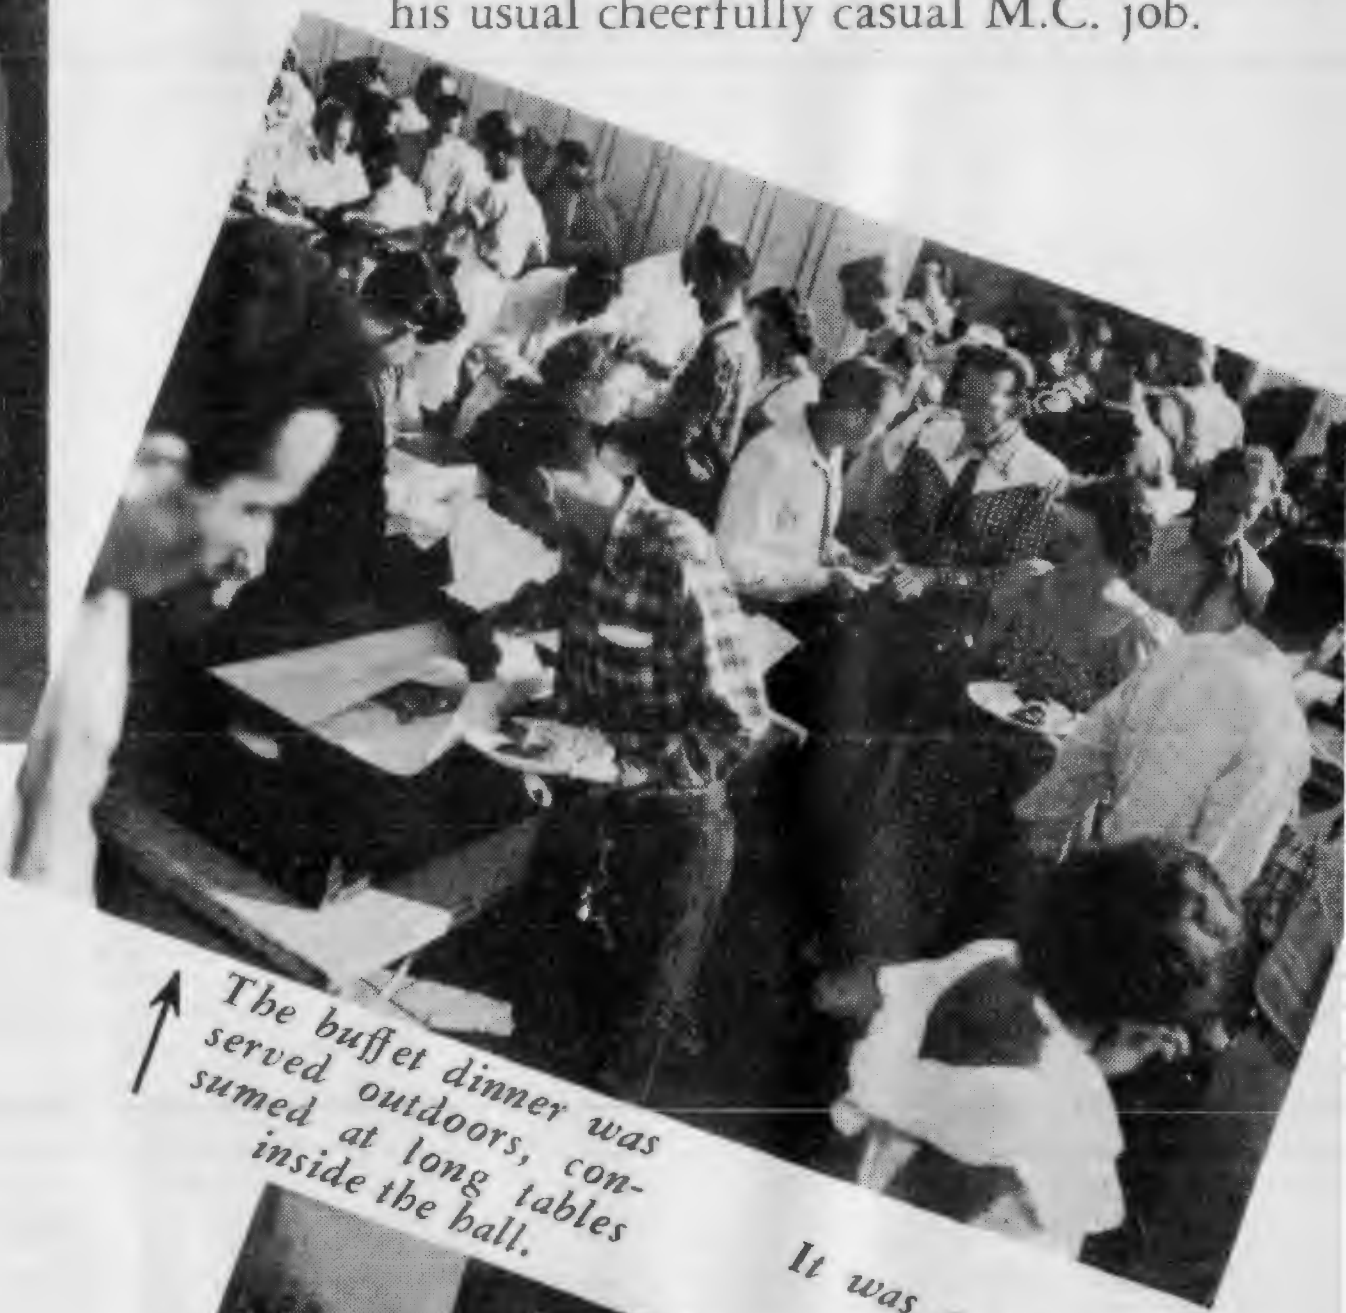 his usual cheerfully casual M.C. job.
The buffet dinner was
served outdoors, con-
sumed at long tables
inside the hall.
It was